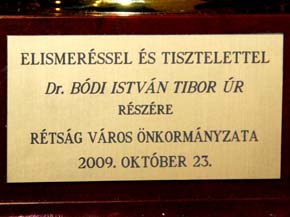 ELISMERÉSSEL ÉS TISZTELETTEL
Dr. BÓDI ISTVÁN TIBOR ÚR
RÉSZÉRE
RÉTSÁG VÁROS ÖNKORMÁNYZATA
2009. OKTÓBER 23.